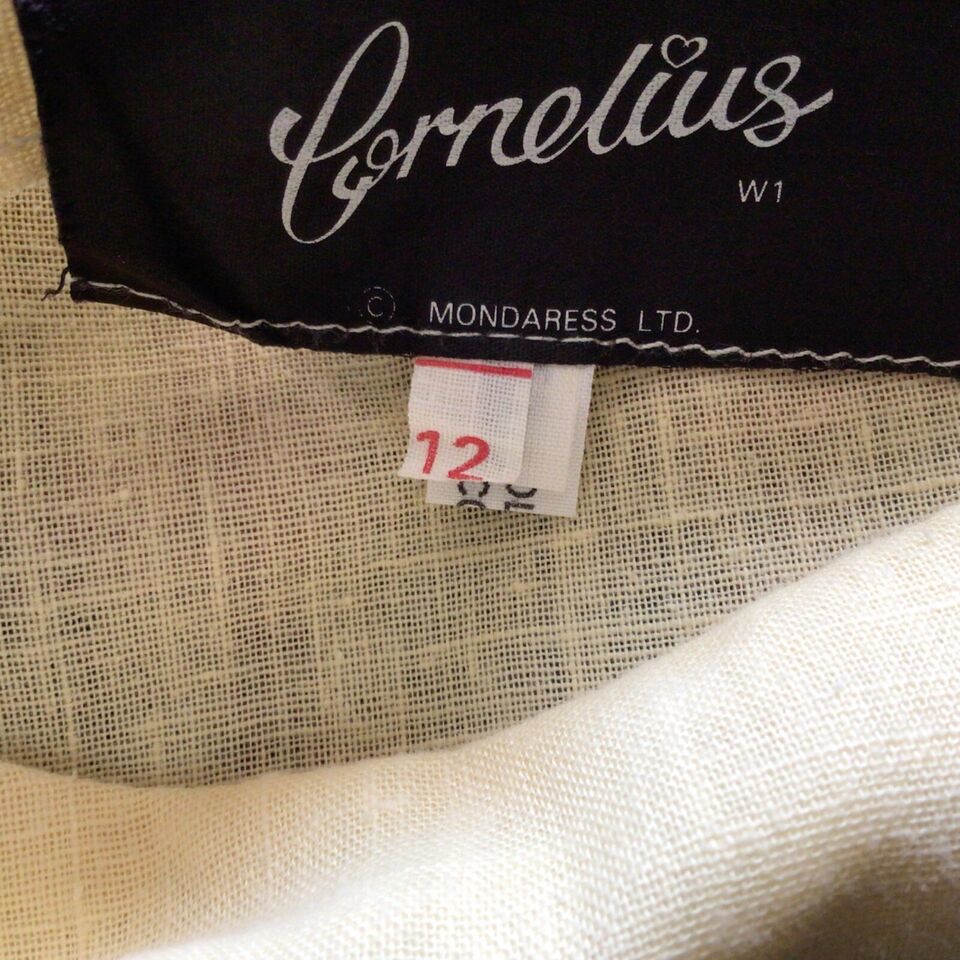 Cornelius
W1
© MONDARESS LTD.
12